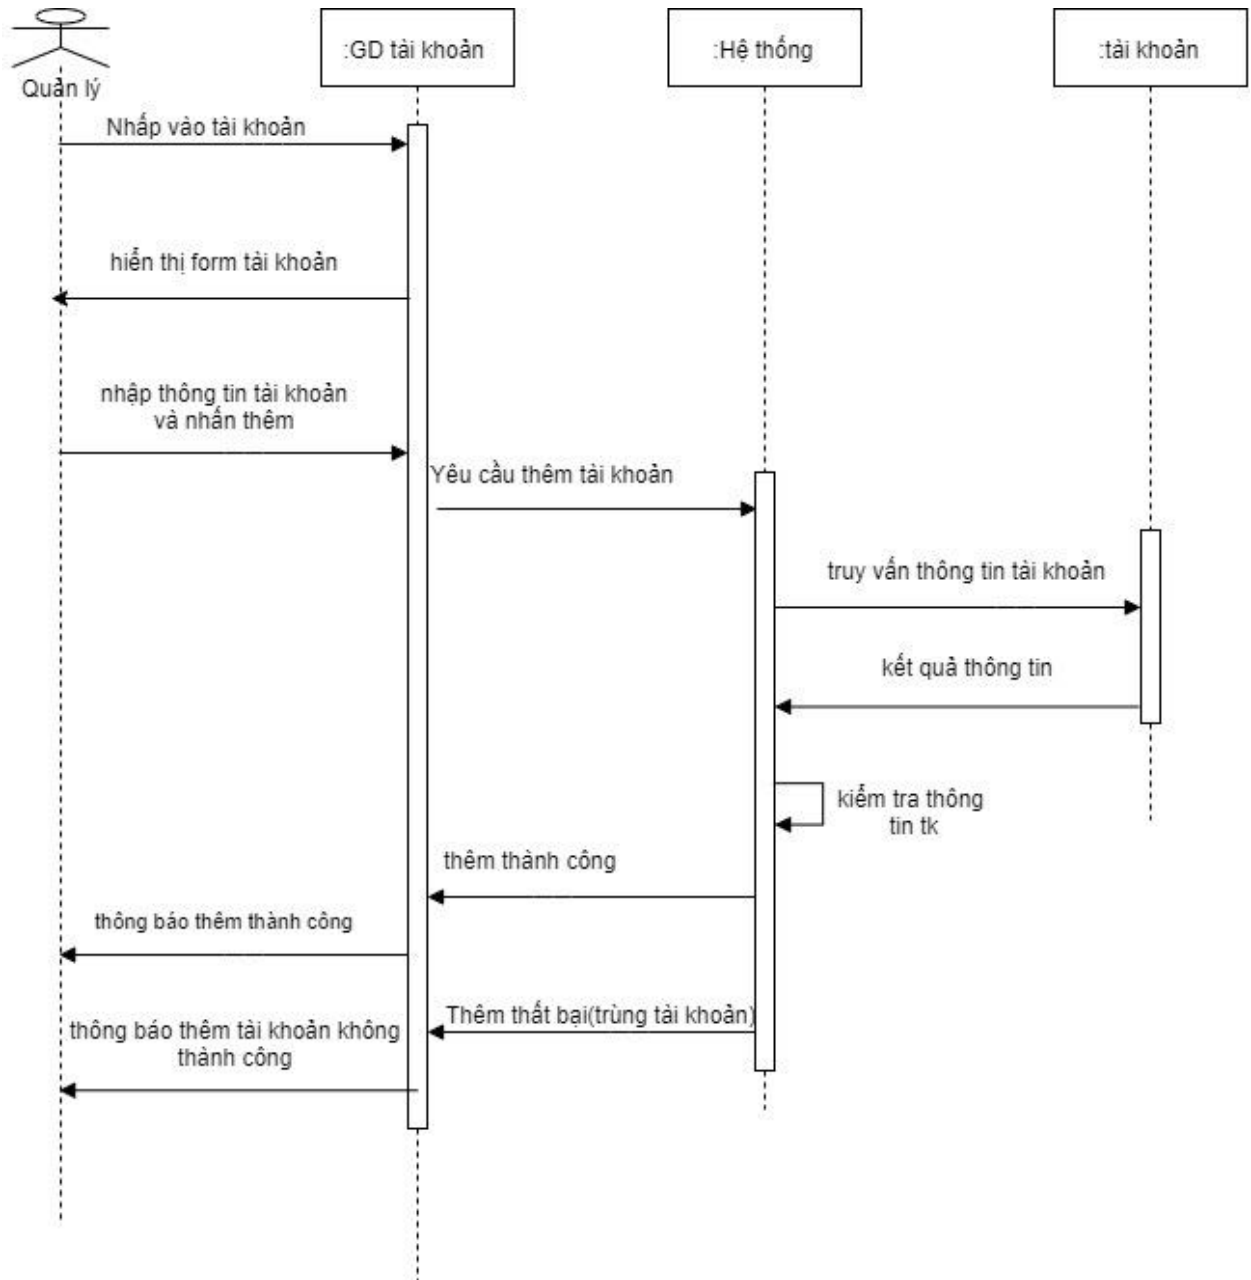 :GD tài khoản
:Hệ thống
:tài khoản
Quản lý
Nhấp vào tài khoản
hiển thị form tài khoản
nhập thông tin tài khoản
và nhấn thêm
Yêu cầu thêm tài khoản
truy vấn thông tin tài khoản
kết quả thông tin
kiểm tra thông
tin tk
thêm thành công
thông báo thêm thành công
Thêm thất bại(trùng tài khoản)
thông báo thêm tài khoản không
thành công